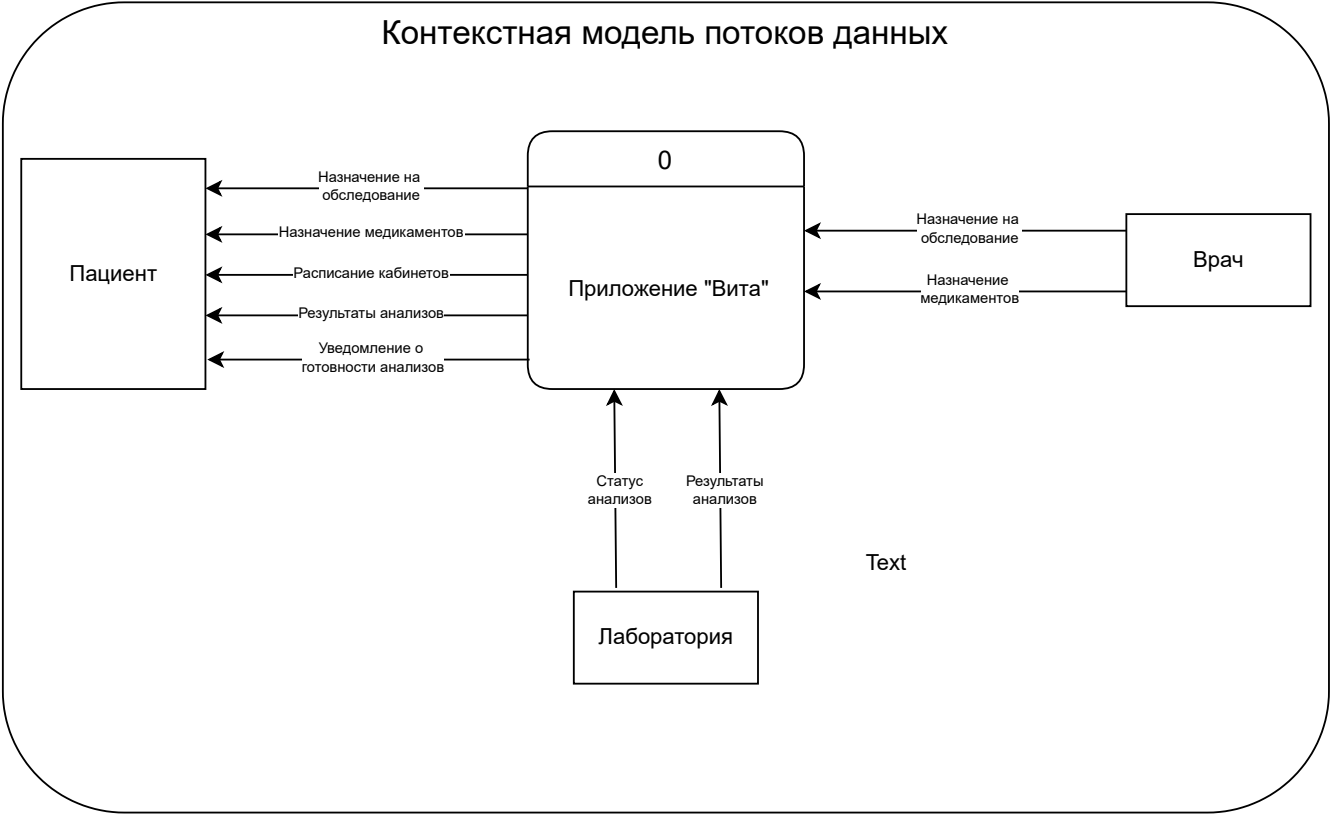 Контекстная модель потоков данных
0
Приложение "Вита"
Пациент
Назначение на
обследование
Назначение медикаментов
Расписание кабинетов
Результаты анализов
Уведомление о
готовности анализов
Назначение на
обследование
Назначение
медикаментов
Врач
Статус
анализов
Результаты
анализов
Text
Лаборатория